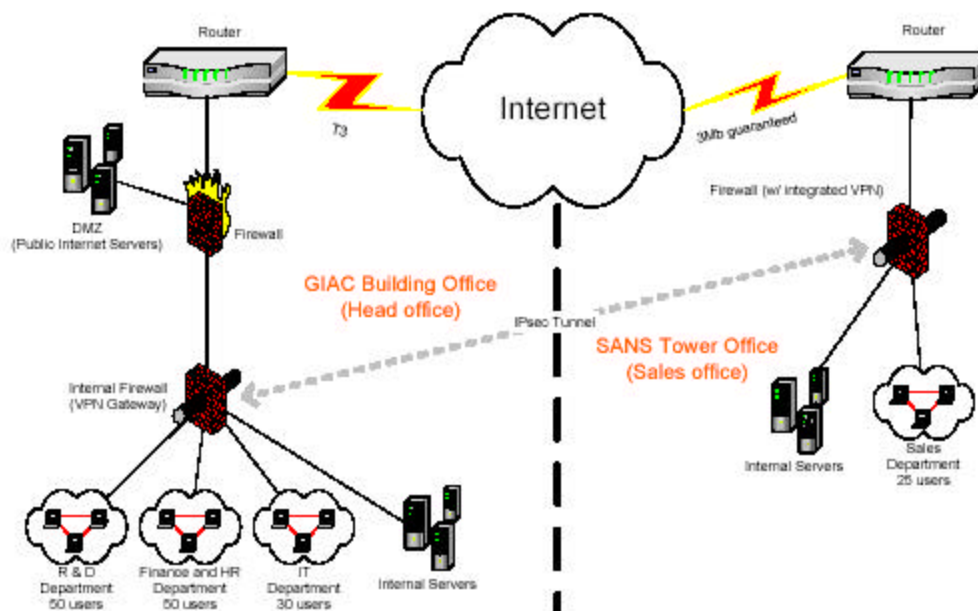 Router
Router
Internet
T3
3Mb guaranteed
Firewall (w/ integrated VPN)
DMZ
(Public Internet Servers)
Firewall
GIAC Building Office
(Head office)
IPsec Tunnel
SANS Tower Office
(Sales office)
Internal Firewall
(VPN Gateway)
Internal Servers
Sales
Department
25 users
R & D
Department
50 users
Finance and HR
Department
50 users
IT
Department
30 users
Internal Servers